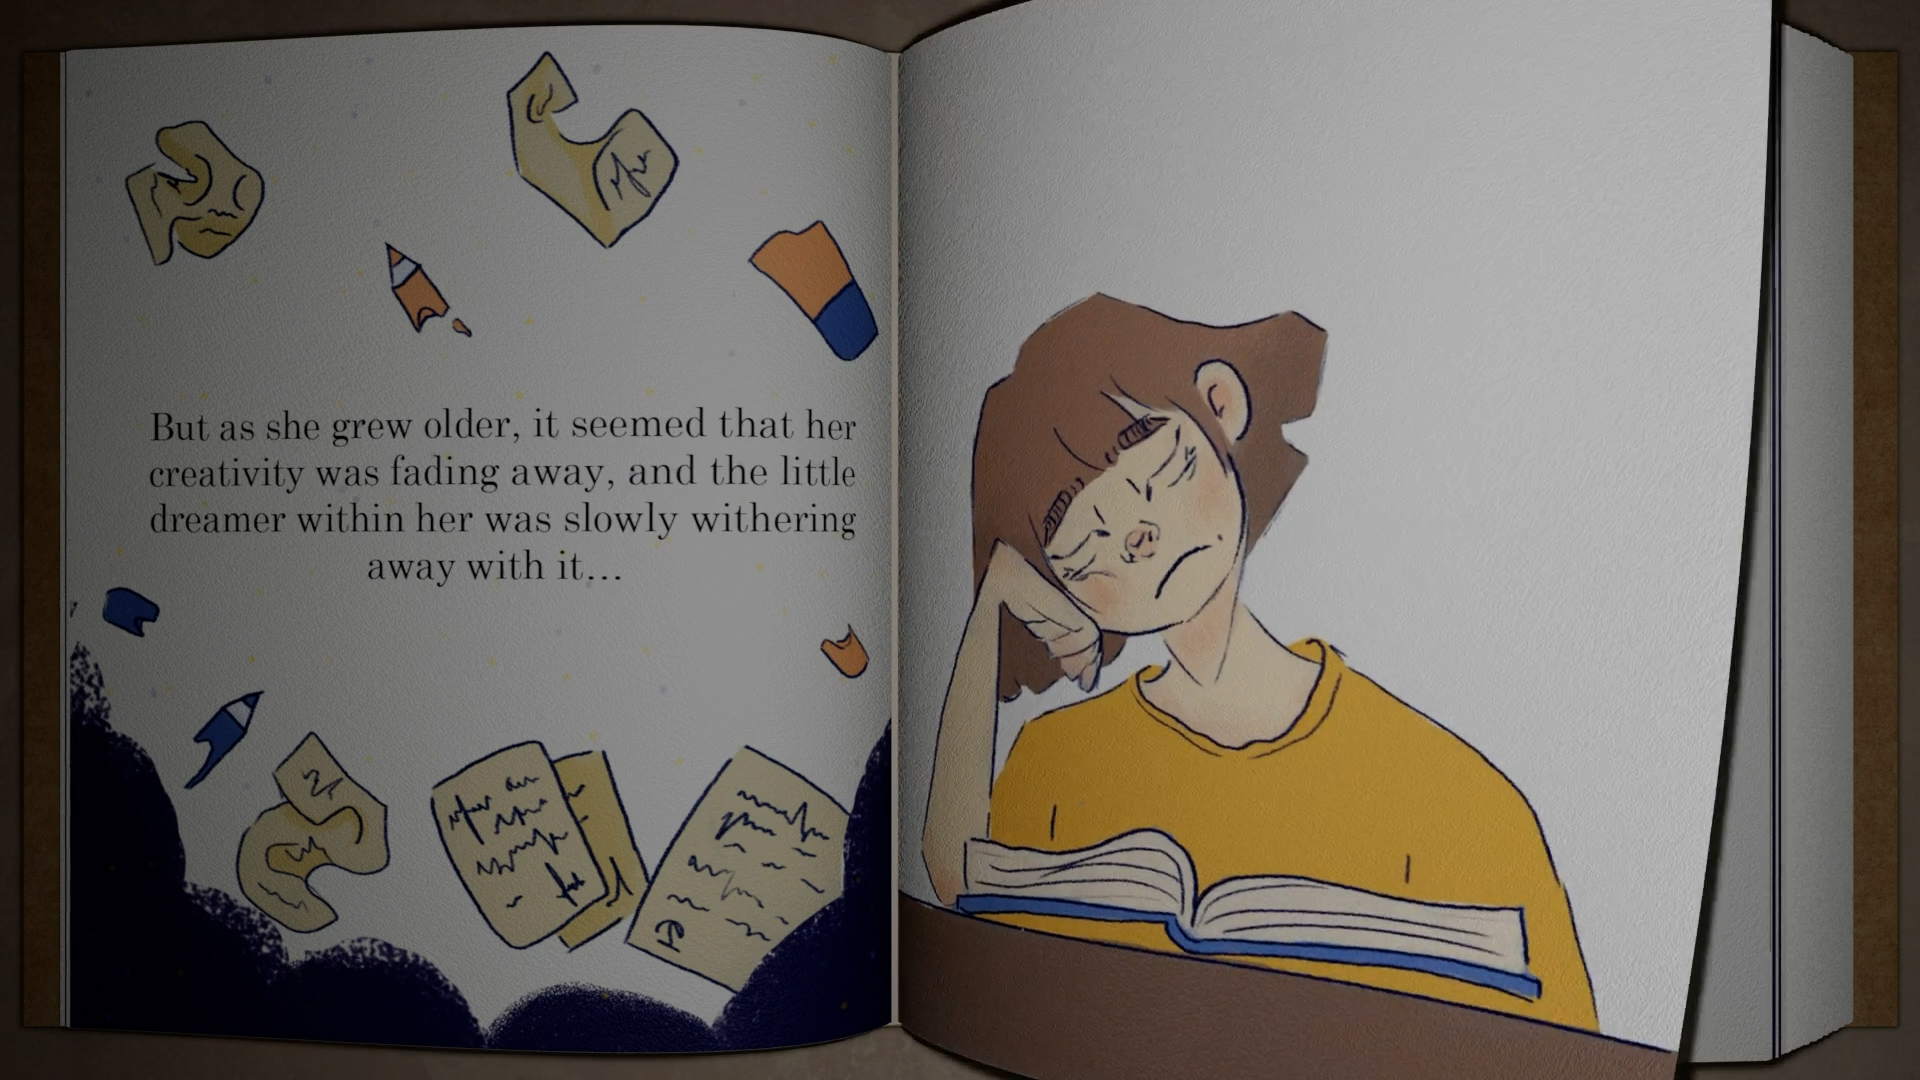 But as she grew older, it seemed that her
creativity was fading away, and the little
dreamer within her was slowly withering
away with it...